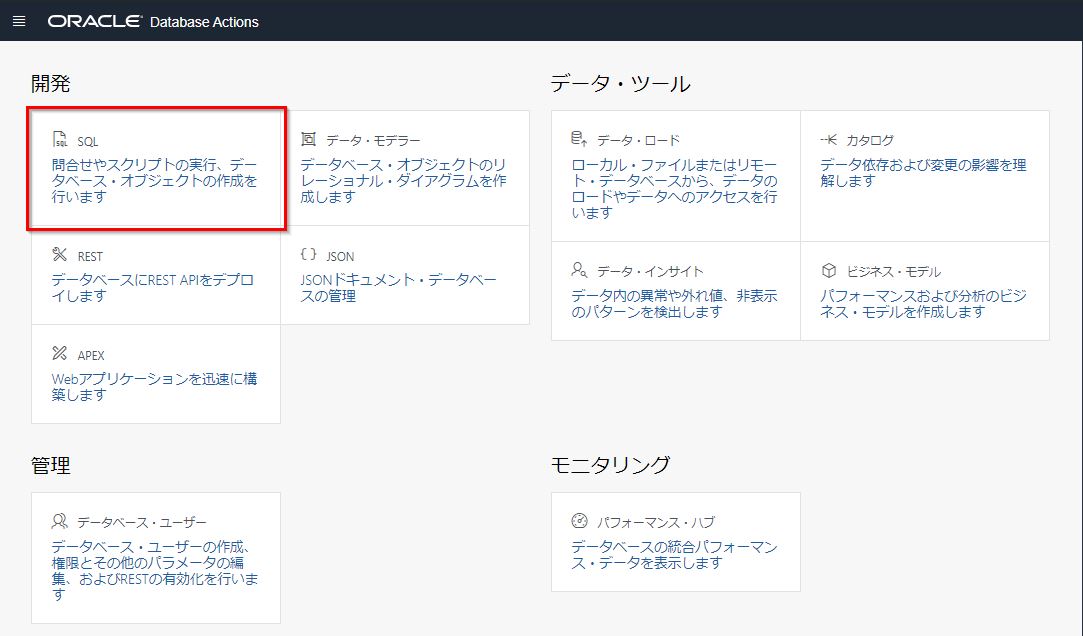 ORACLE Database Actions
開発
SQL
問合せやスクリプトの実行、デー
タベース・オブジェクトの作成を
行います
データ・モデラー
データベース・オブジェクトのリ
レーショナル・ダイアグラムを作
成します
REST
データベースにREST APIをデプロ
イします
JSON
JSONドキュメント・データベー
スの管理
APEX
Webアプリケーションを迅速に構
築します
データ・ツール
データ・ロード
ローカル・ファイルまたはリモー
ト・データベースから、データの
ロードやデータへのアクセスを行
います
カタログ
データ依存および変更の影響を理
解します
データ・インサイト
データ内の異常や外れ値、非表示
のパターンを検出します
ビジネス・モデル
パフォーマンスおよび分析のビジ
ネス・モデルを作成します
管理
データベース・ユーザー
データベース・ユーザーの作成、
権限とその他のパラメータの編
集、およびRESTの有効化を行いま
す
モニタリング
パフォーマンス・ハブ
データベースの統合パフォーマン
ス・データを表示します